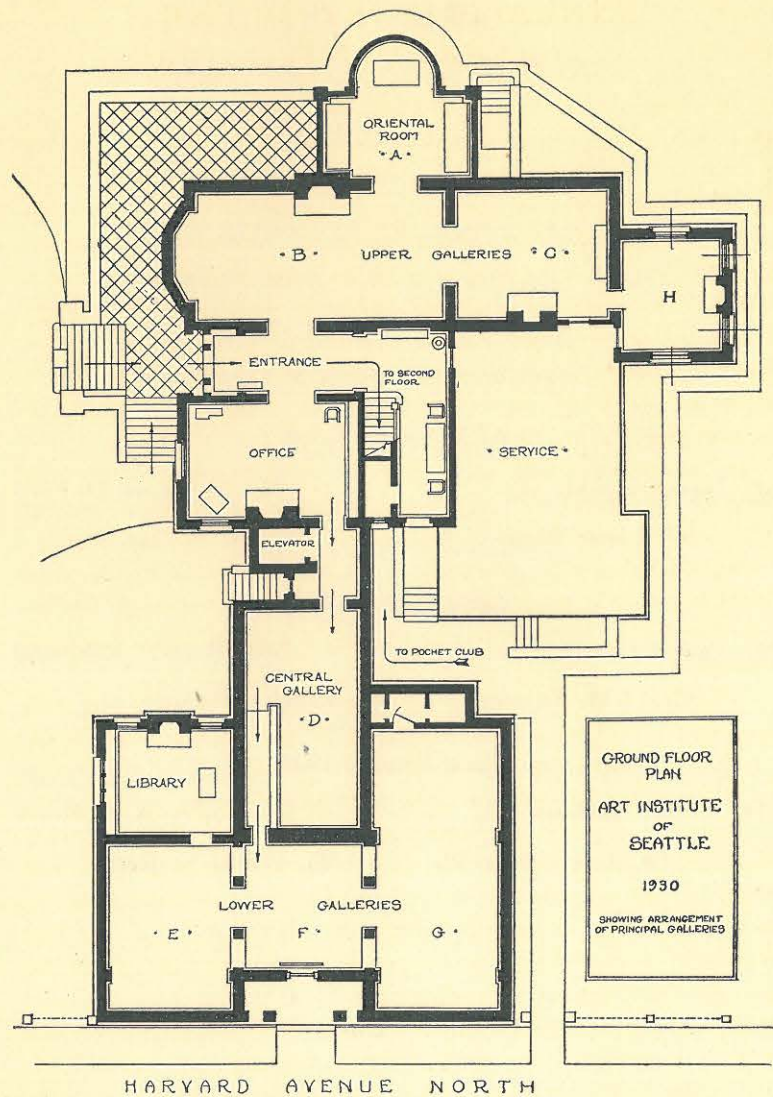 ORIENTAL
ROOM
• A •
• B •
UPPER GALLERIES
• C •
H
ENTRANCE
TO SECOND
FLOOR
OFFICE
• SERVICE •
ELEVATOR
TO POCHET CLUB
CENTRAL
GALLERY
• D •
LIBRARY
LOWER GALLERIES
• E •
F •
G •
GROUND FLOOR
PLAN
ART INSTITUTE
OF
SEATTLE
1930
SHOWING ARRANGEMENT
OF PRINCIPAL GALLERIES
HARVARD AVENUE NORTH